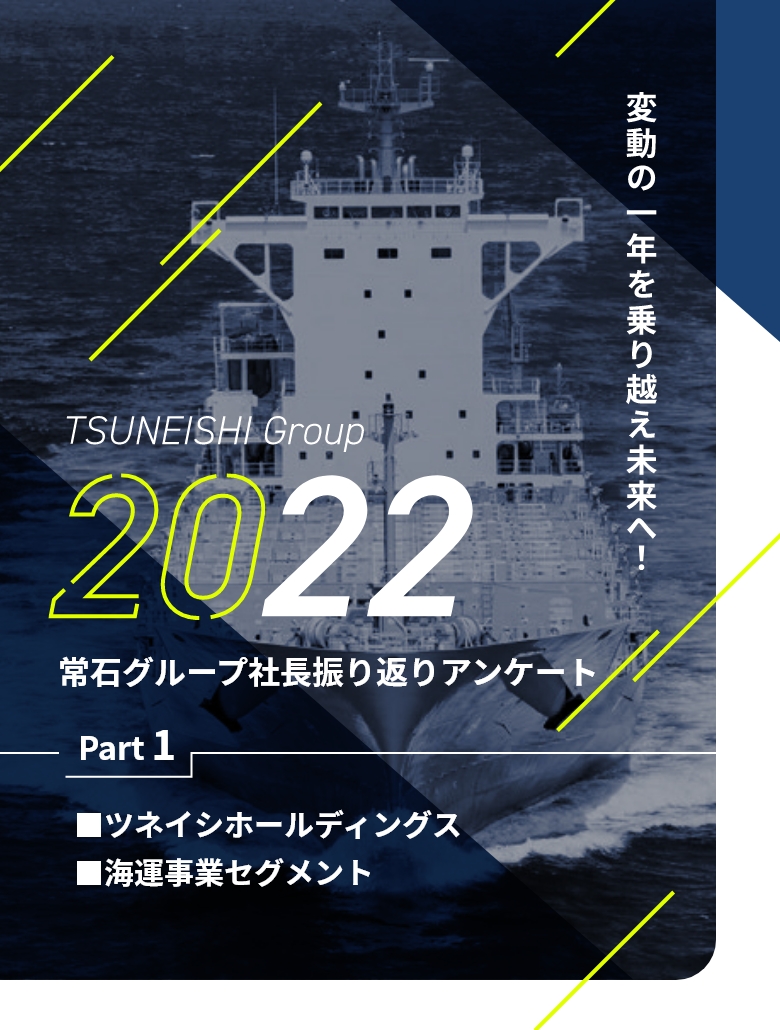 変動の一年を乗り越え未来へ！
TSUNEISHI Group
2022
常石グループ社長振り返りアンケート
Part 1
■ツネイシホールディングス
■海運事業セグメント